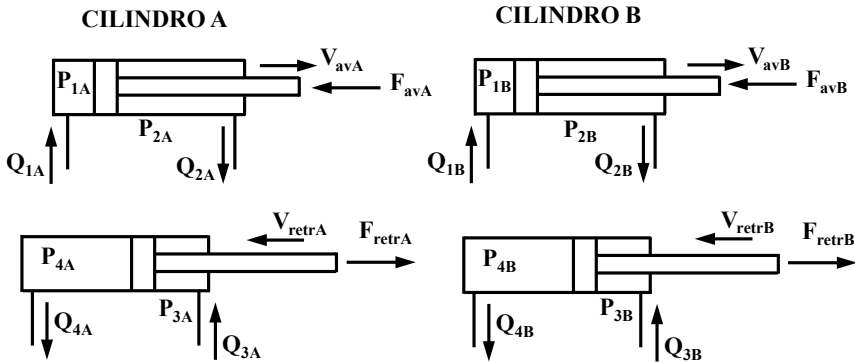 CILINDRO A
CILINDRO B
V_avA
P_1A
F_avA
P_2A
Q_1A
Q_2A
V_avB
P_1B
F_avB
P_2B
Q_1B
Q_2B
V_retrA
F_retrA
P_4A
P_3A
Q_4A
Q_3A
V_retrB
F_retrB
P_4B
P_3B
Q_4B
Q_3B